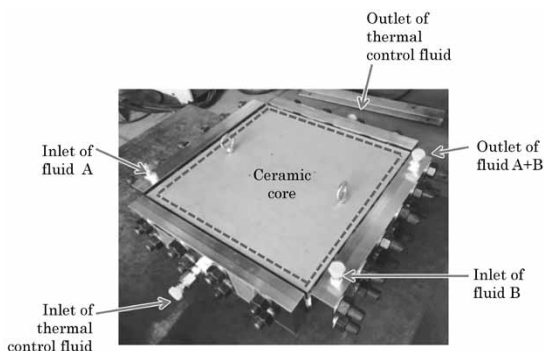 Outlet of
thermal
control fluid
Inlet of
fluid A
Outlet of
fluid A+B
Ceramic
core
Inlet of
fluid B
Inlet of
thermal
control fluid